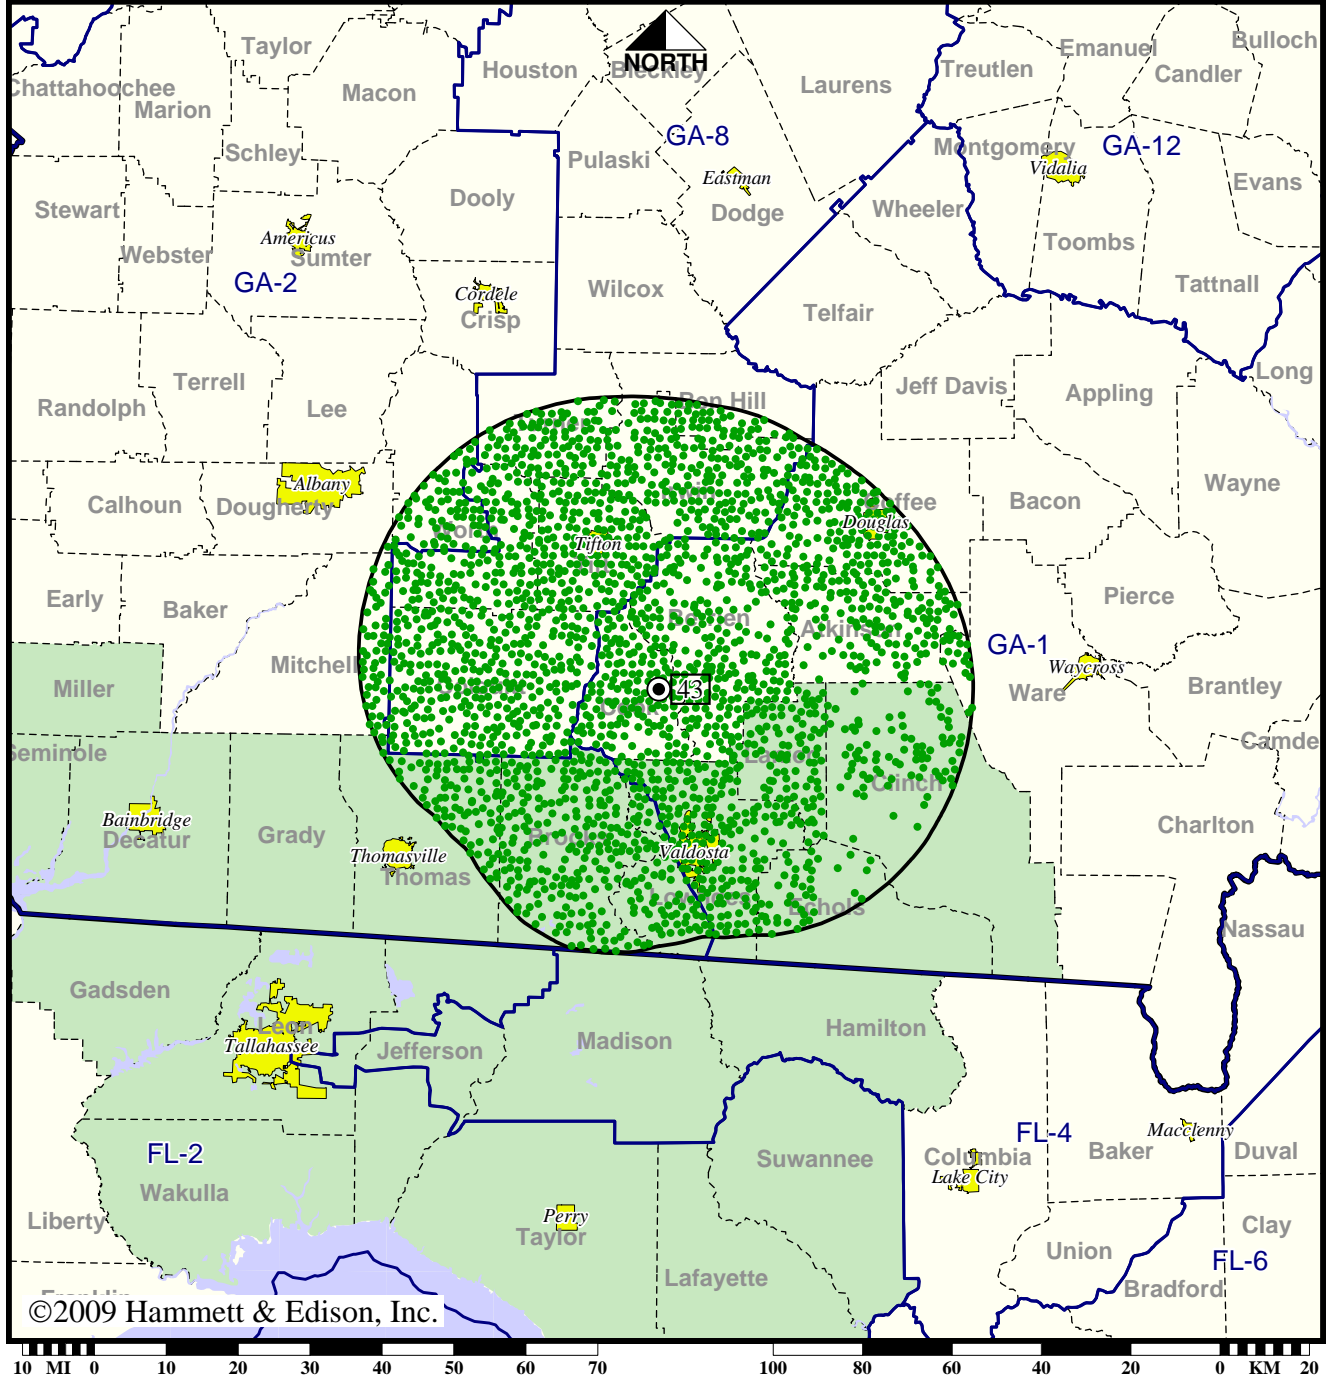 Taylor
Houston
NORTH
Bleckley
Laurens
Treutlen
Emanuel
Bulloch
Candler
Chattahoochee
Marion
Macon
GA-8
GA-12
Schley
Pulaski
Montgomery
Vidalia
Eastman
Evans
Stewart
Dooly
Dodge
Wheeler
Americus
Webster
Sumter
Toombs
GA-2
Cordele
Wilcox
Tattnall
Crisp
Telfair
Terrell
Long
Randolph
Lee
Ben Hill
Jeff Davis
Appling
Albany
Calhoun
Dougherty
Coffee
Bacon
Wayne
Douglas
Tifton
Early
Baker
Pierce
Atkinson
GA-1
Mitchell
Waycross
Miller
43
Ware
Brantley
Seminole
Camde
Clinch
Bainbridge
Decatur
Grady
Thomasville
Thomas
Valdosta
Charlton
Echols
Nassau
Gadsden
Leon
Tallahassee
Jefferson
Madison
Hamilton
FL-2
Wakulla
Suwannee
FL-4
Columbia
Lake City
Baker
Macclenny
Duval
Liberty
Perry
Taylor
Clay
Union
FL-6
Lafayette
Bradford
©2009 Hammett & Edison, Inc.
10 MI 0 10 20 30 40 50 60 70 100 80 60 40 20 0 KM 20